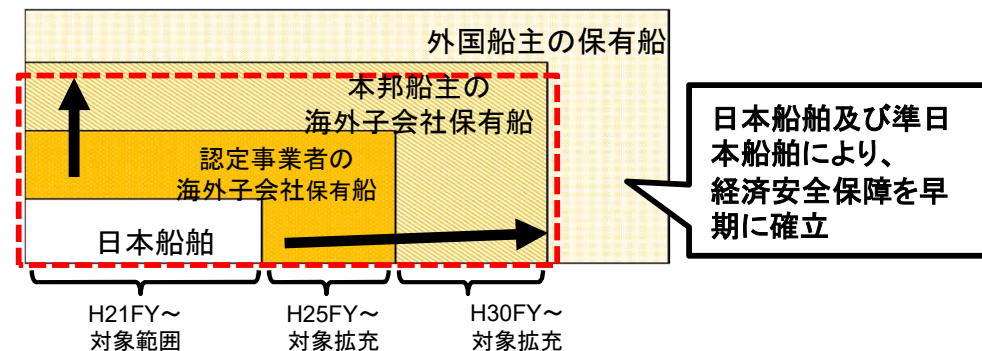 外国船主の保有船
本邦船主の
海外子会社保有船
認定事業者の
海外子会社保有船
日本船舶
日本船舶及び準日
本船舶により、
経済安全保障を早
期に確立
H21FY～
対象範囲
H25FY～
対象拡充
H30FY～
対象拡充